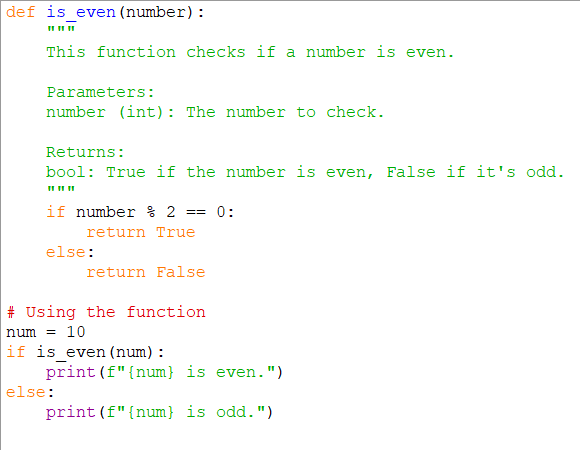 def is_even(number):
    """
    This function checks if a number is even.

    Parameters:
    number (int): The number to check.

    Returns:
    bool: True if the number is even, False if it's odd.
    """
    if number % 2 == 0:
        return True
    else:
        return False

# Using the function
num = 10
if is_even(num):
    print(f"{num} is even.")
else:
    print(f"{num} is odd.")